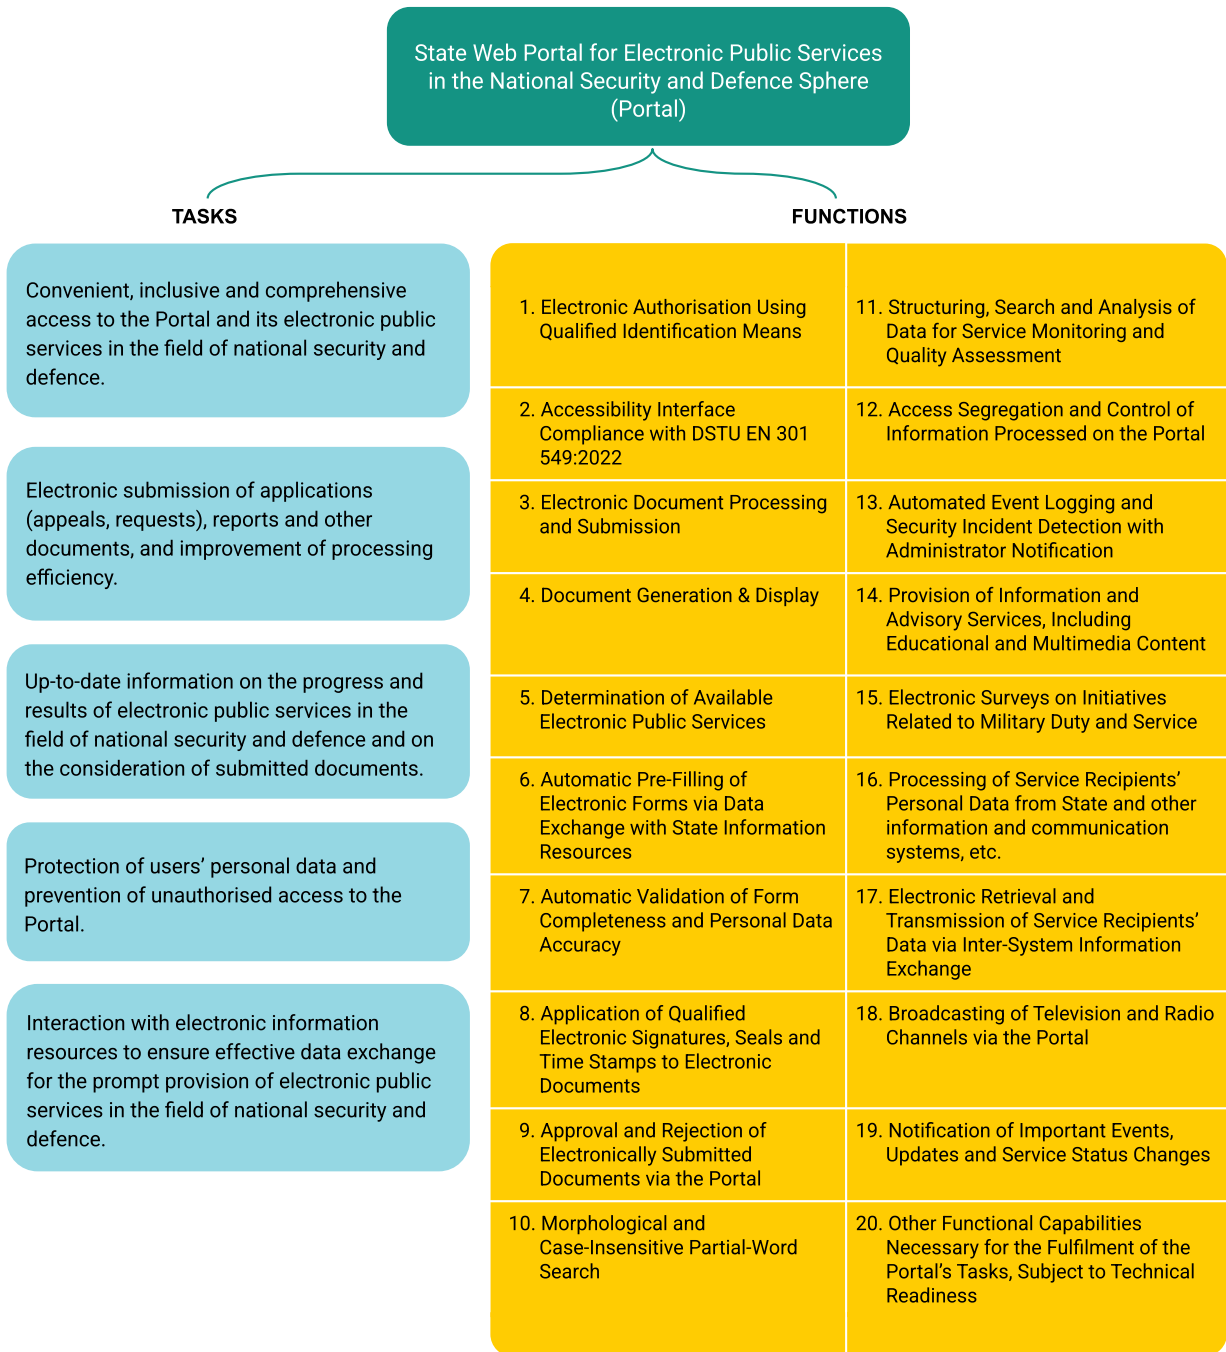 State Web Portal for Electronic Public Services
in the National Security and Defence Sphere
(Portal)
TASKS
Convenient, inclusive and comprehensive
access to the Portal and its electronic public
services in the field of national security and
defence.
Electronic submission of applications
(appeals, requests), reports and other
documents, and improvement of processing
efficiency.
Up-to-date information on the progress and
results of electronic public services in the
field of national security and defence and on
the consideration of submitted documents.
Protection of users’ personal data and
prevention of unauthorised access to the
Portal.
Interaction with electronic information
resources to ensure effective data exchange
for the prompt provision of electronic public
services in the field of national security and
defence.
FUNCTIONS
1. Electronic Authorisation Using
Qualified Identification Means
2. Accessibility Interface
Compliance with DSTU EN 301
549:2022
3. Electronic Document Processing
and Submission
4. Document Generation & Display
5. Determination of Available
Electronic Public Services
6. Automatic Pre-Filling of
Electronic Forms via Data
Exchange with State Information
Resources
7. Automatic Validation of Form
Completeness and Personal Data
Accuracy
8. Application of Qualified
Electronic Signatures, Seals and
Time Stamps to Electronic
Documents
9. Approval and Rejection of
Electronically Submitted
Documents via the Portal
10. Morphological and
Case-Insensitive Partial-Word
Search
11. Structuring, Search and Analysis of
Data for Service Monitoring and
Quality Assessment
12. Access Segregation and Control of
Information Processed on the Portal
13. Automated Event Logging and
Security Incident Detection with
Administrator Notification
14. Provision of Information and
Advisory Services, Including
Educational and Multimedia Content
15. Electronic Surveys on Initiatives
Related to Military Duty and Service
16. Processing of Service Recipients’
Personal Data from State and other
information and communication
systems, etc.
17. Electronic Retrieval and
Transmission of Service Recipients’
Data via Inter-System Information
Exchange
18. Broadcasting of Television and Radio
Channels via the Portal
19. Notification of Important Events,
Updates and Service Status Changes
20. Other Functional Capabilities
Necessary for the Fulfilment of the
Portal’s Tasks, Subject to Technical
Readiness